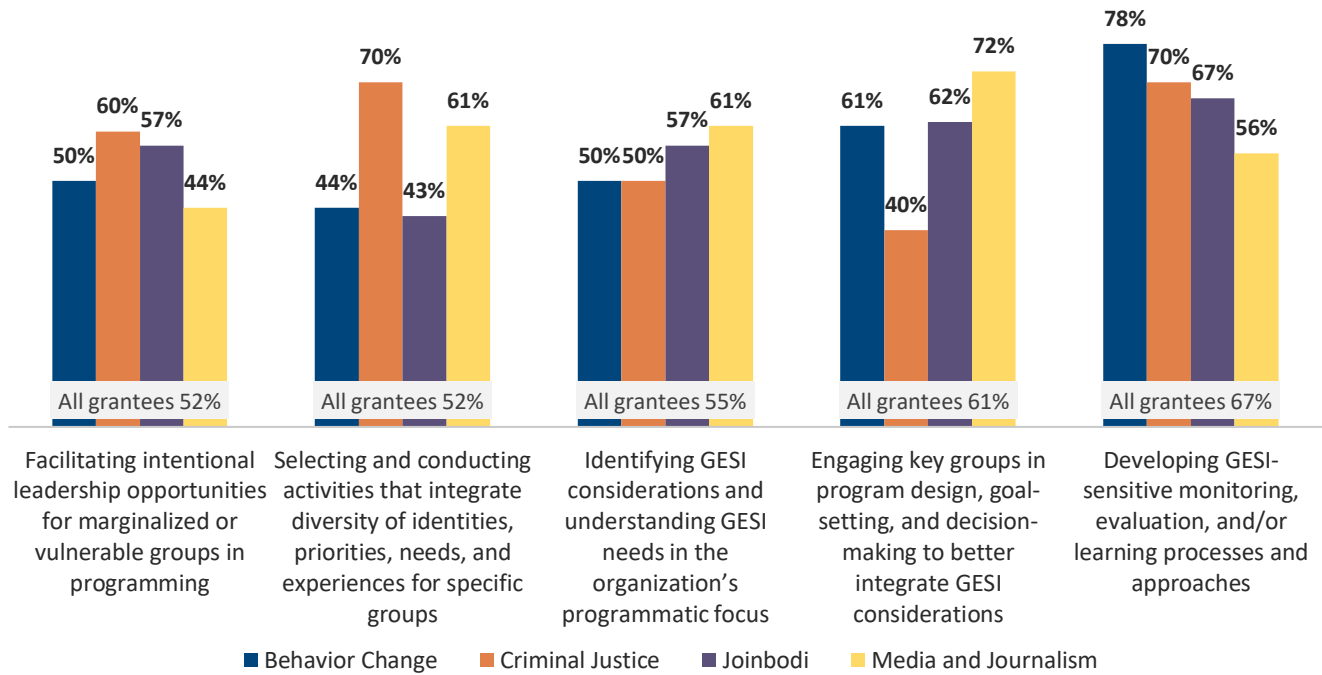 50%
60%
57%
44%
All grantees 52%
44%
70%
43%
61%
All grantees 52%
50%
50%
57%
61%
All grantees 55%
61%
40%
62%
72%
All grantees 61%
78%
70%
67%
56%
All grantees 67%
Facilitating intentional
leadership opportunities
for marginalized or
vulnerable groups in
programming
Selecting and conducting
activities that integrate
diversity of identities,
priorities, needs, and
experiences for specific
groups
Identifying GESI
considerations and
understanding GESI
needs in the
organization’s
programmatic focus
Engaging key groups in
program design, goal-
setting, and decision-
making to better
integrate GESI
considerations
Developing GESI-
sensitive monitoring,
evaluation, and/or
learning processes and
approaches
Behavior Change
Criminal Justice
Joinbodi
Media and Journalism